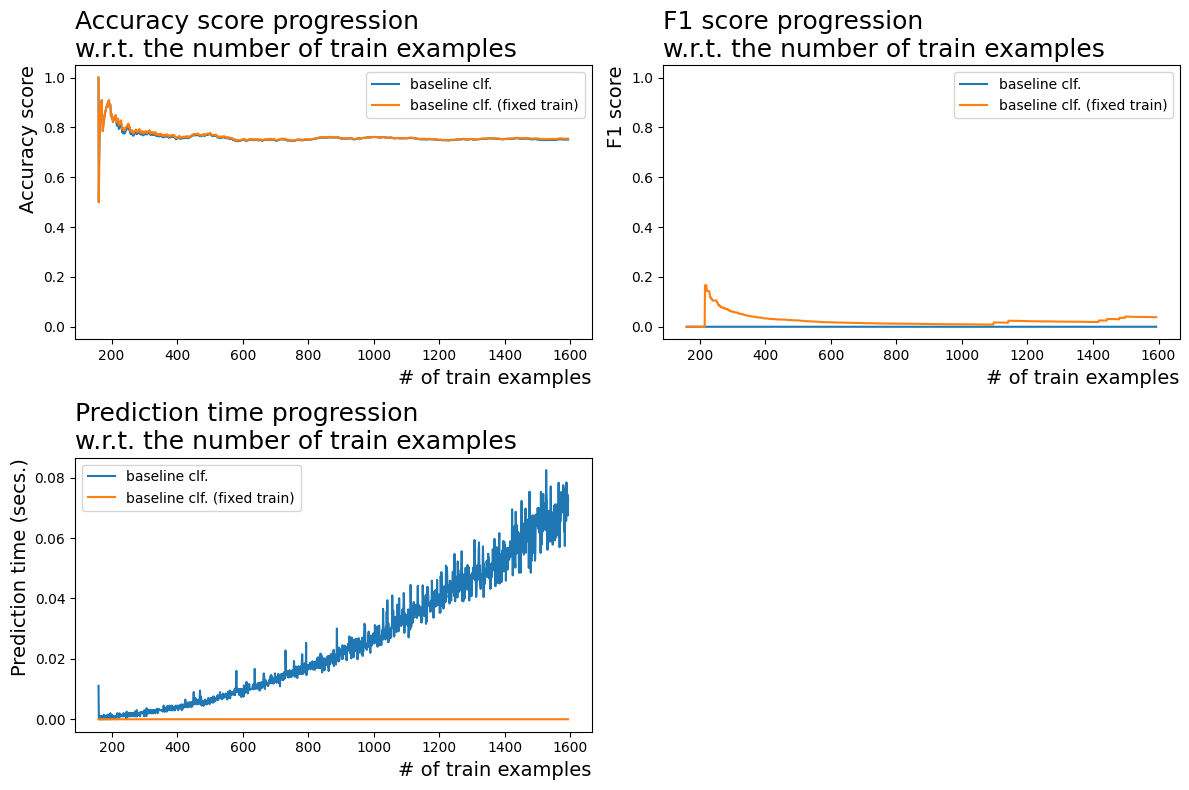 Accuracy score progression
w.r.t. the number of train examples
Accuracy score
1.0
0.8
0.6
0.4
0.2
0.0
baseline clf.
baseline clf. (fixed train)
200 400 600 800 1000 1200 1400 1600
# of train examples
F1 score progression
w.r.t. the number of train examples
F1 score
1.0
0.8
0.6
0.4
0.2
0.0
baseline clf.
baseline clf. (fixed train)
200 400 600 800 1000 1200 1400 1600
# of train examples
Prediction time progression
w.r.t. the number of train examples
Prediction time (secs.)
0.08
0.06
0.04
0.02
0.00
baseline clf.
baseline clf. (fixed train)
200 400 600 800 1000 1200 1400 1600
# of train examples